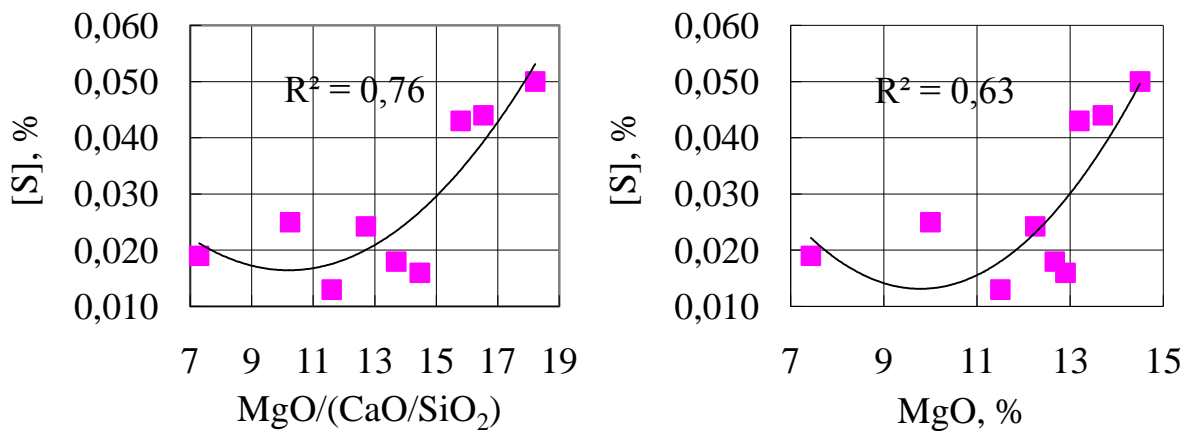 0,060
0,050
0,040
0,030
0,020
0,010
[S], %
R² = 0,76
7 9 11 13 15 17 19
MgO/(CaO/SiO₂)
0,060
0,050
0,040
0,030
0,020
0,010
[S], %
R² = 0,63
7 9 11 13 15
MgO, %